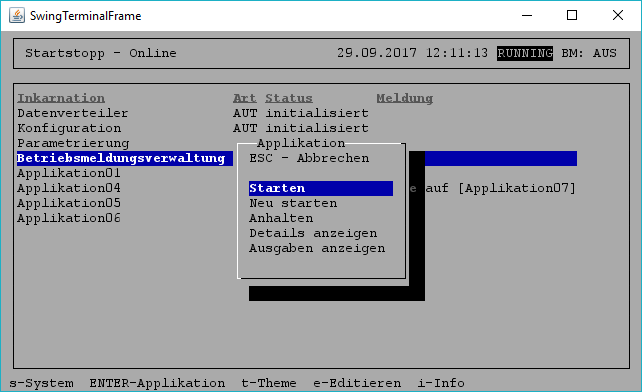 SwingTerminalFrame
Startstopp - Online 29.09.2017 12:11:13 RUNNING BM: AUS
Inkarnation Art Status Meldung
Datenverteiler AUT initialisiert
Konfiguration AUT initialisiert
Parametrierung
Applikation
Betriebsmeldungsverwaltung ESC - Abbrechen
Applikation01
Applikation04 Starten e auf [Applikation07]
Applikation05 Neu starten
Applikation06 Anhalten
Details anzeigen
Ausgaben anzeigen
s-System ENTER-Applikation t-Theme e-Editieren i-Info